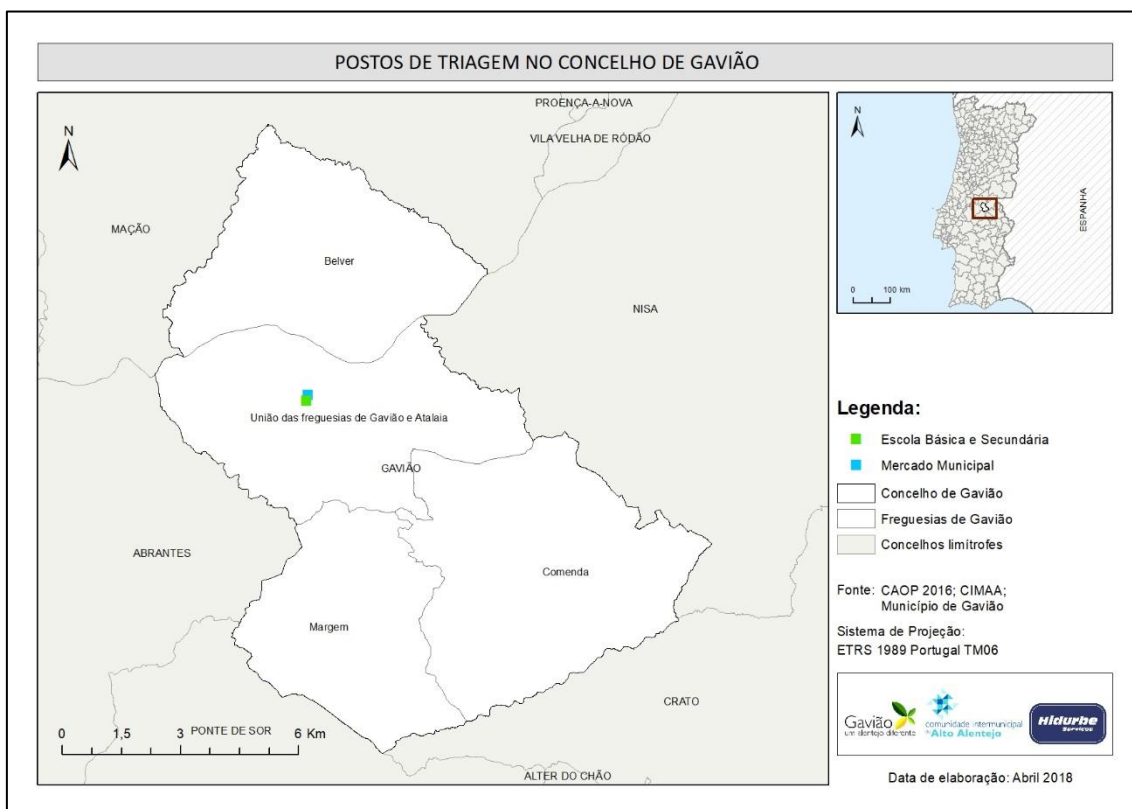 POSTOS DE TRIAGEM NO CONCELHO DE GAVIÃO
PROENÇA-A-NOVA
N
VILA VELHA DE RÓDÃO
MAÇÃO
Belver
NISA
União das freguesias de Gavião e Atalaia
GAVIÃO
ABRANTES
Comenda
Margem
CRATO
0 1,5 3 6 Km
PONTE DE SOR
ALTER DO CHÃO
N
ESPANHA
0 100 km
Legenda:
Escola Básica e Secundária
Mercado Municipal
Concelho de Gavião
Freguesias de Gavião
Concelhos limítrofes
Fonte: CAOP 2016; CIMAA;
Município de Gavião
Sistema de Projeção:
ETRS 1989 Portugal TM06
Gavião
um alentejo diferente
comunidade intermunicipal
do Alto Alentejo
Hidurbe
Serviços
Data de elaboração: Abril 2018